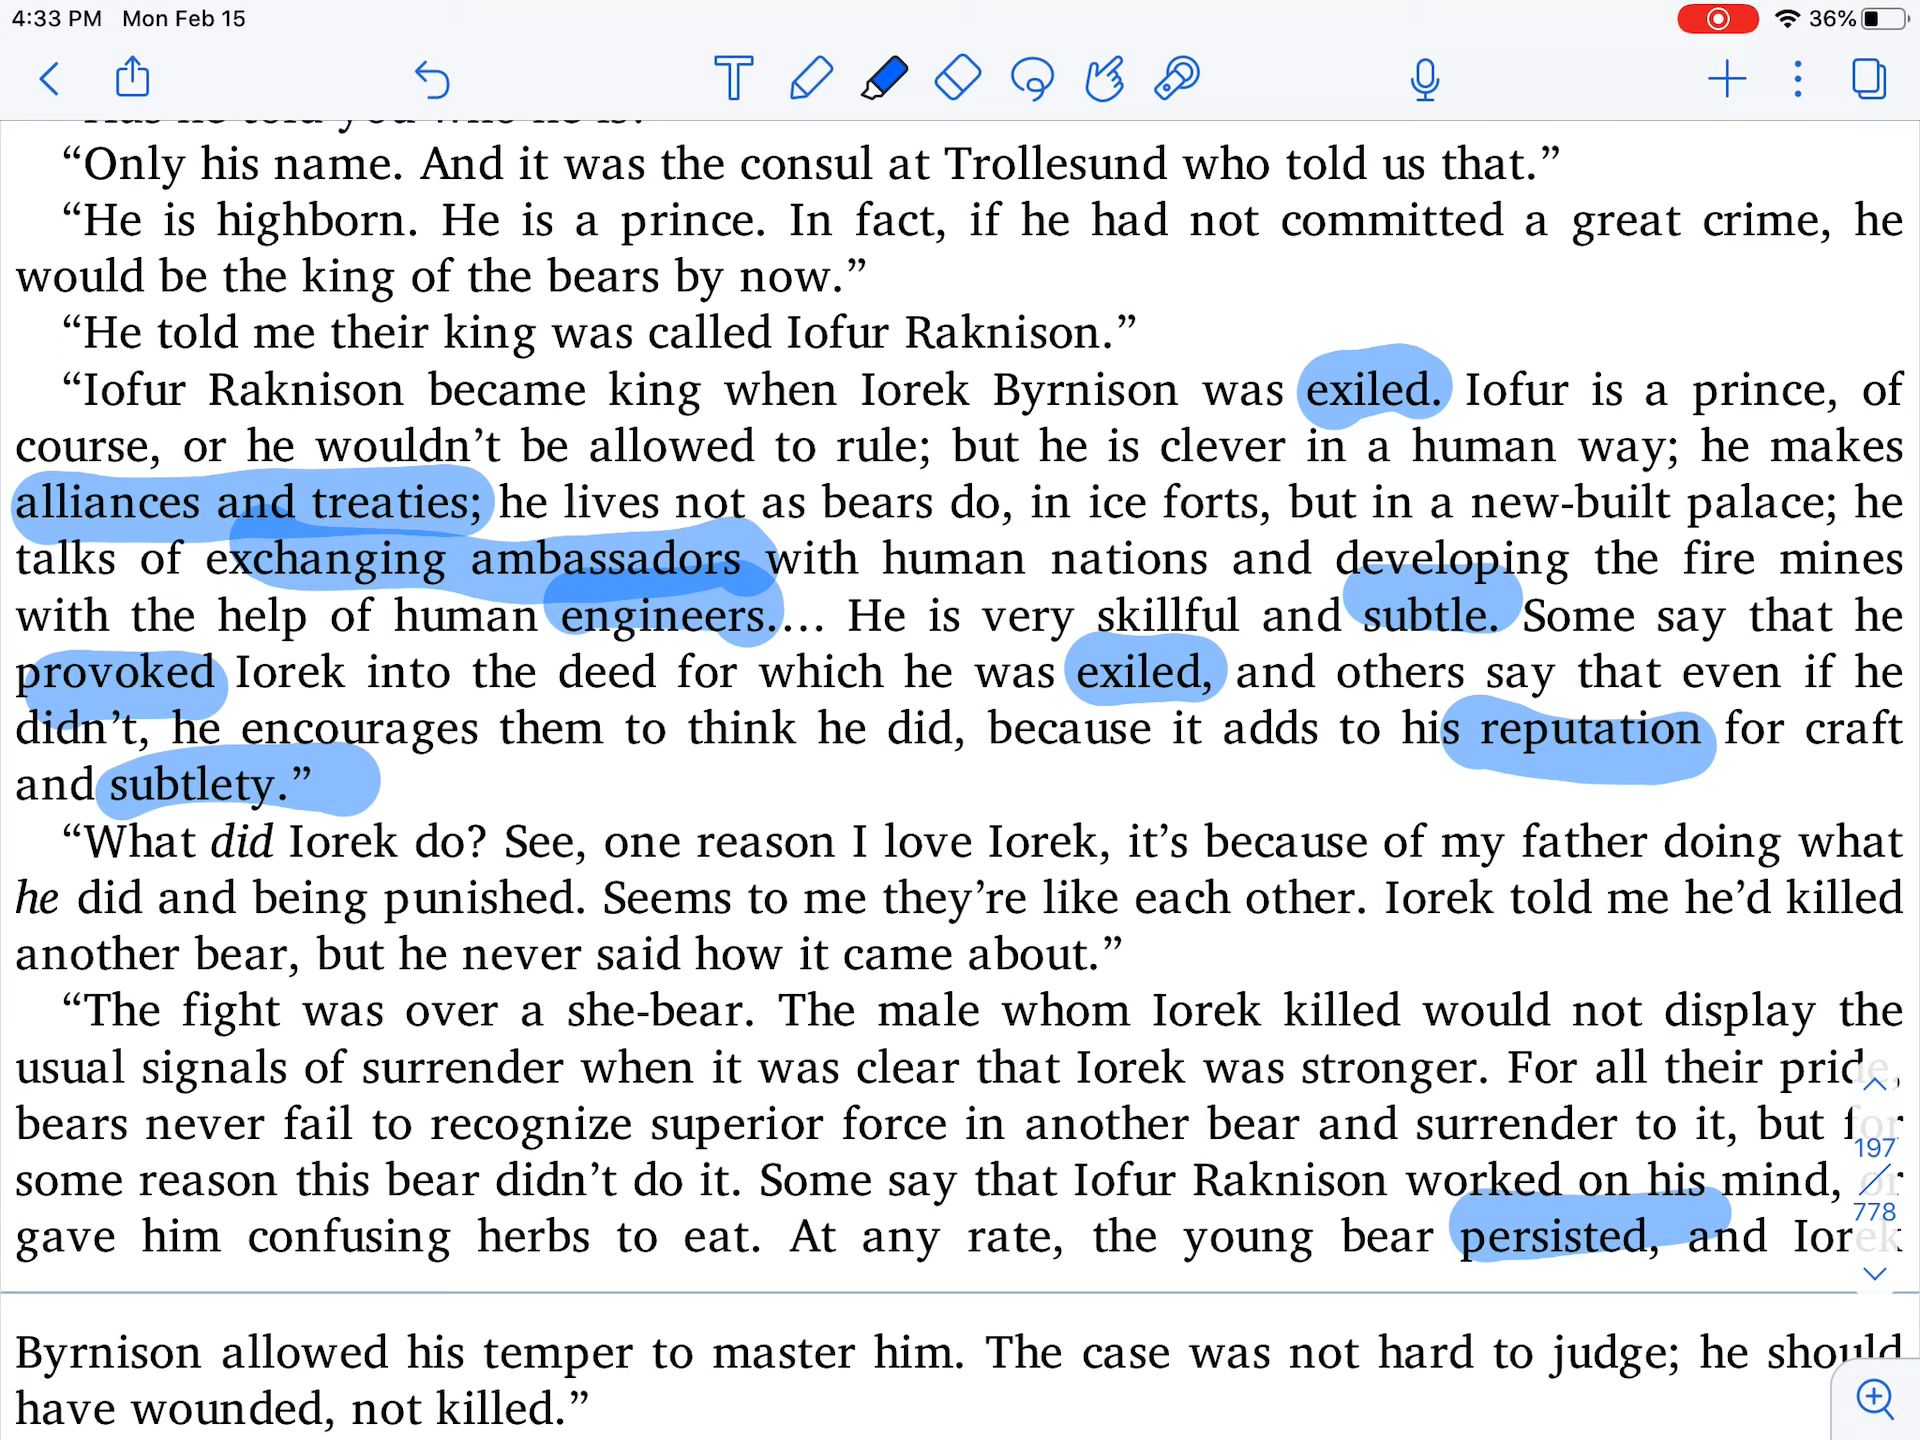 4:33 PM Mon Feb 15
36%
"Has he told you who he is?"
“Only his name. And it was the consul at Trollesund who told us that.”
“He is highborn. He is a prince. In fact, if he had not committed a great crime, he
would be the king of the bears by now.”
“He told me their king was called Iofur Raknison.”
“Iofur Raknison became king when Iorek Byrnison was exiled. Iofur is a prince, of
course, or he wouldn’t be allowed to rule; but he is clever in a human way; he makes
alliances and treaties; he lives not as bears do, in ice forts, but in a new-built palace; he
talks of exchanging ambassadors with human nations and developing the fire mines
with the help of human engineers.… He is very skillful and subtle. Some say that he
provoked Iorek into the deed for which he was exiled, and others say that even if he
didn’t, he encourages them to think he did, because it adds to his reputation for craft
and subtlety.”
“What did Iorek do? See, one reason I love Iorek, it’s because of my father doing what
he did and being punished. Seems to me they’re like each other. Iorek told me he’d killed
another bear, but he never said how it came about.”
“The fight was over a she-bear. The male whom Iorek killed would not display the
usual signals of surrender when it was clear that Iorek was stronger. For all their pride,
bears never fail to recognize superior force in another bear and surrender to it, but for
some reason this bear didn’t do it. Some say that Iofur Raknison worked on his mind, or
gave him confusing herbs to eat. At any rate, the young bear persisted, and Iorek
197
/
778
Byrnison allowed his temper to master him. The case was not hard to judge; he should
have wounded, not killed.”